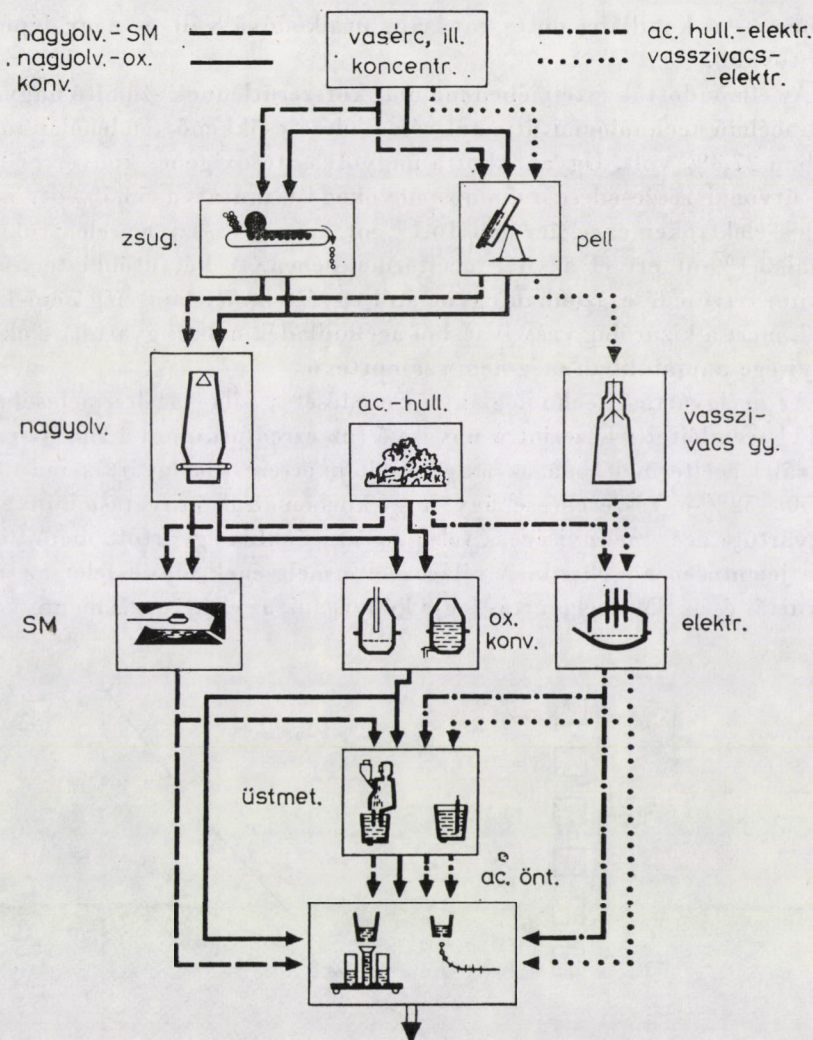 nagyolv.-SM
nagyolv.-ox.
konv.
vasérc, ill.
koncentr.
ac. hull.-elektr.
vasszivacs-
-elektr.
zsug.
pell
nagyolv.
ac.-hull.
vasszi-
vacs gy.
SM
ox.
konv.
elektr.
üstmet.
ac. önt.